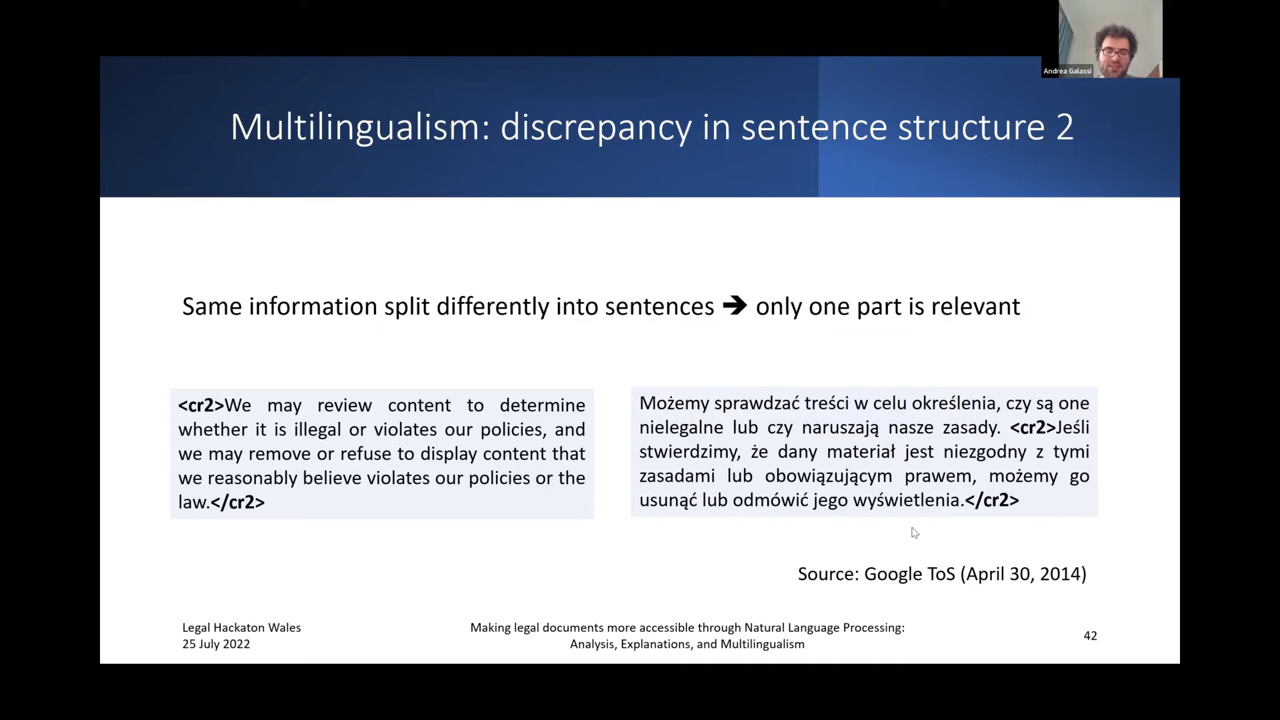 Andrea Galassi
Multilingualism: discrepancy in sentence structure 2
Same information split differently into sentences ➔ only one part is relevant
<cr2>We may review content to determine
whether it is illegal or violates our policies, and
we may remove or refuse to display content that
we reasonably believe violates our policies or the
law.</cr2>
Możemy sprawdzać treści w celu określenia, czy są one
nielegalne lub czy naruszają nasze zasady. <cr2>Jeśli
stwierdzimy, że dany materiał jest niezgodny z tymi
zasadami lub obowiązującym prawem, możemy go
usunąć lub odmówić jego wyświetlenia.</cr2>
Source: Google ToS (April 30, 2014)
Legal Hackaton Wales
25 July 2022
Making legal documents more accessible through Natural Language Processing:
Analysis, Explanations, and Multilingualism
42